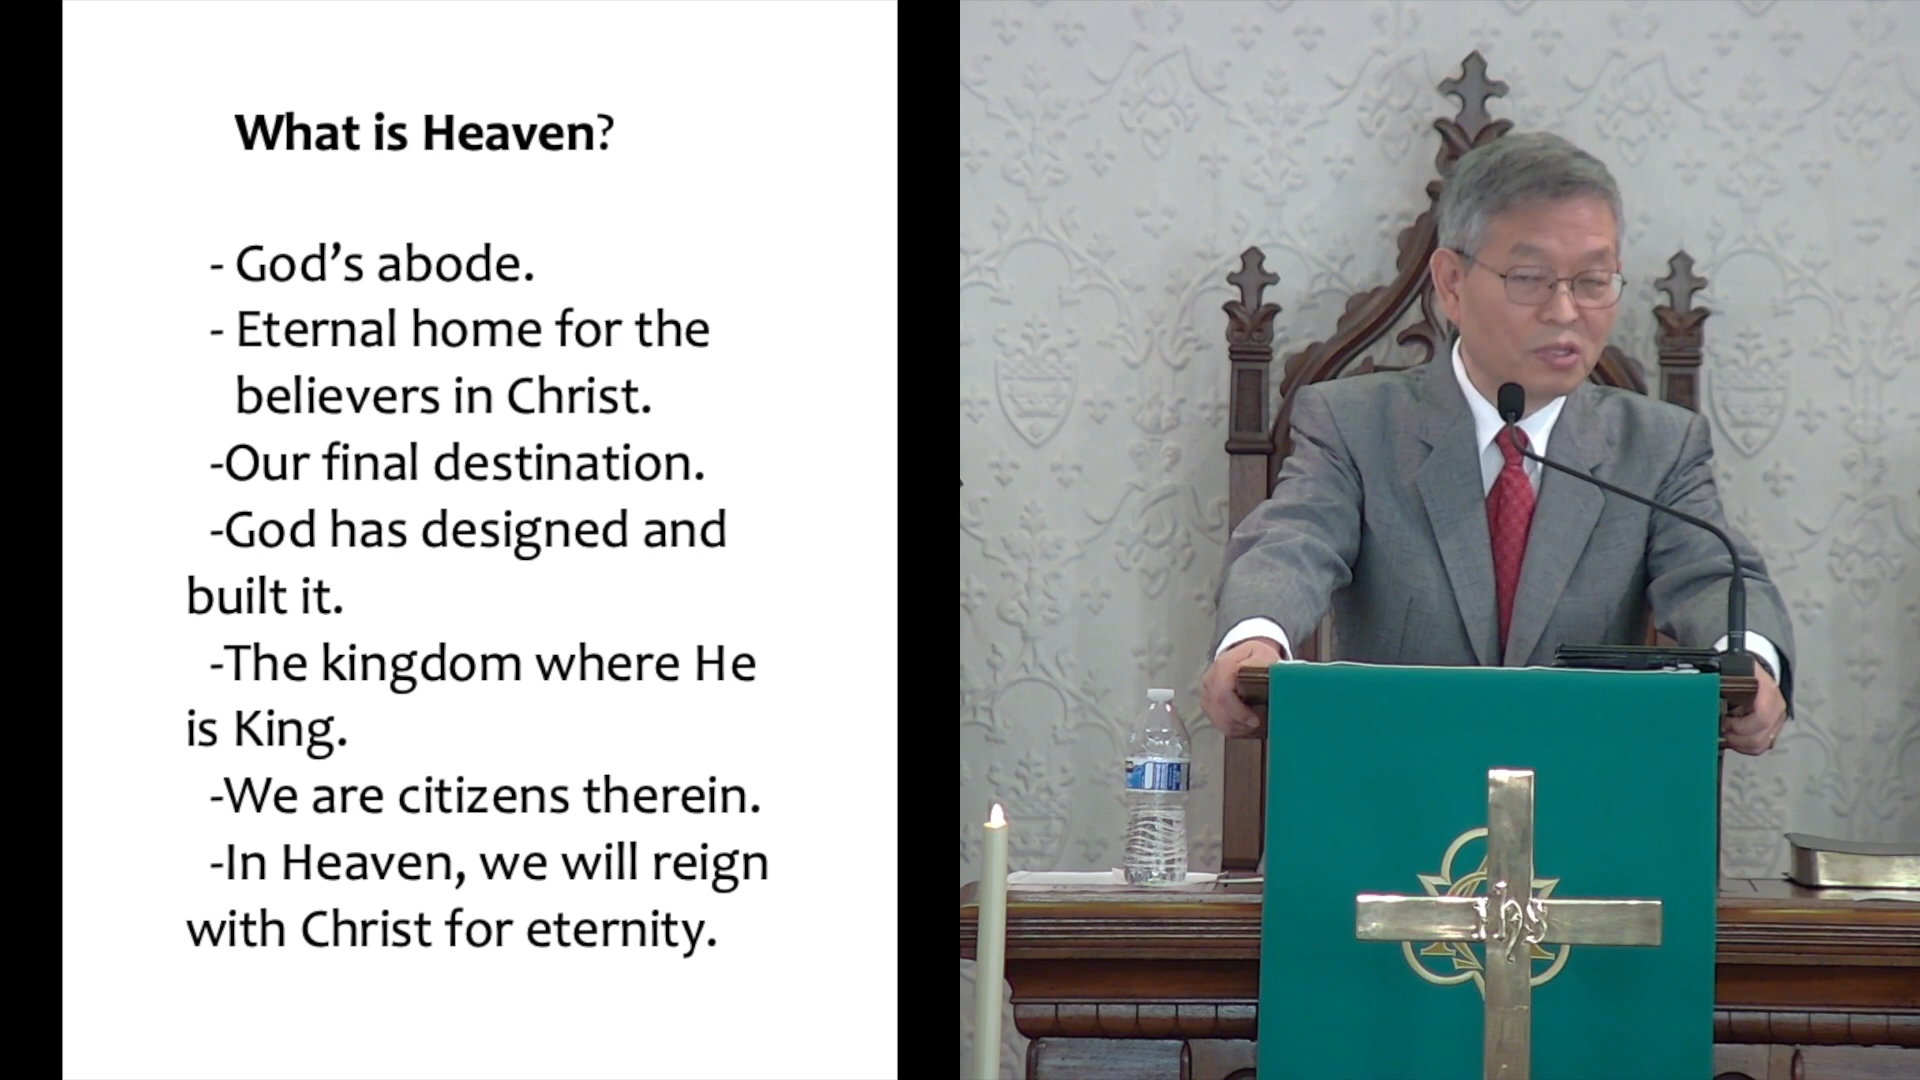 What is Heaven?
- God’s abode.
- Eternal home for the
believers in Christ.
-Our final destination.
-God has designed and
built it.
-The kingdom where He
is King.
-We are citizens therein.
-In Heaven, we will reign
with Christ for eternity.
ihs